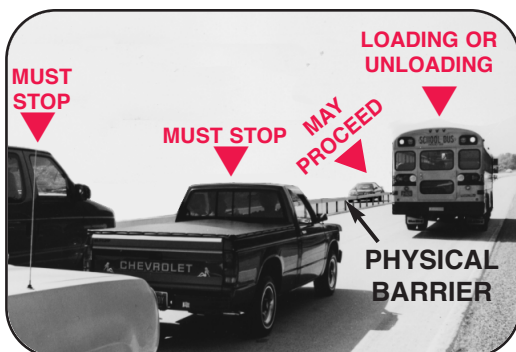 MUST
STOP
MUST STOP
MAY
PROCEED
LOADING OR
UNLOADING
SCHOOL BUS
PHYSICAL
BARRIER
CHEVROLET